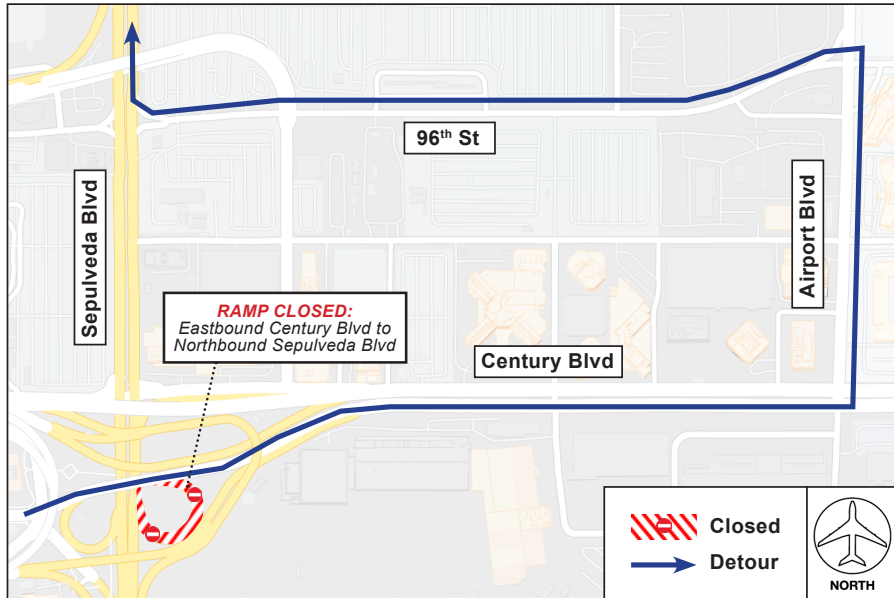 96th St
Sepulveda Blvd
Airport Blvd
RAMP CLOSED:
Eastbound Century Blvd to
Northbound Sepulveda Blvd
Century Blvd
Closed
Detour
NORTH